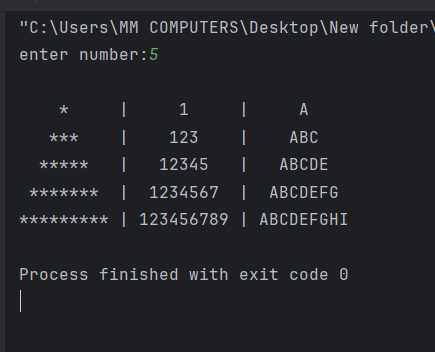 "C:\Users\MM COMPUTERS\Desktop\New folder\
enter number:5
    *     |     1     |     A
   ***    |    123    |    ABC
  *****   |   12345   |   ABCDE
 *******  |  1234567  |  ABCDEFG
********* | 123456789 | ABCDEFGHI
Process finished with exit code 0